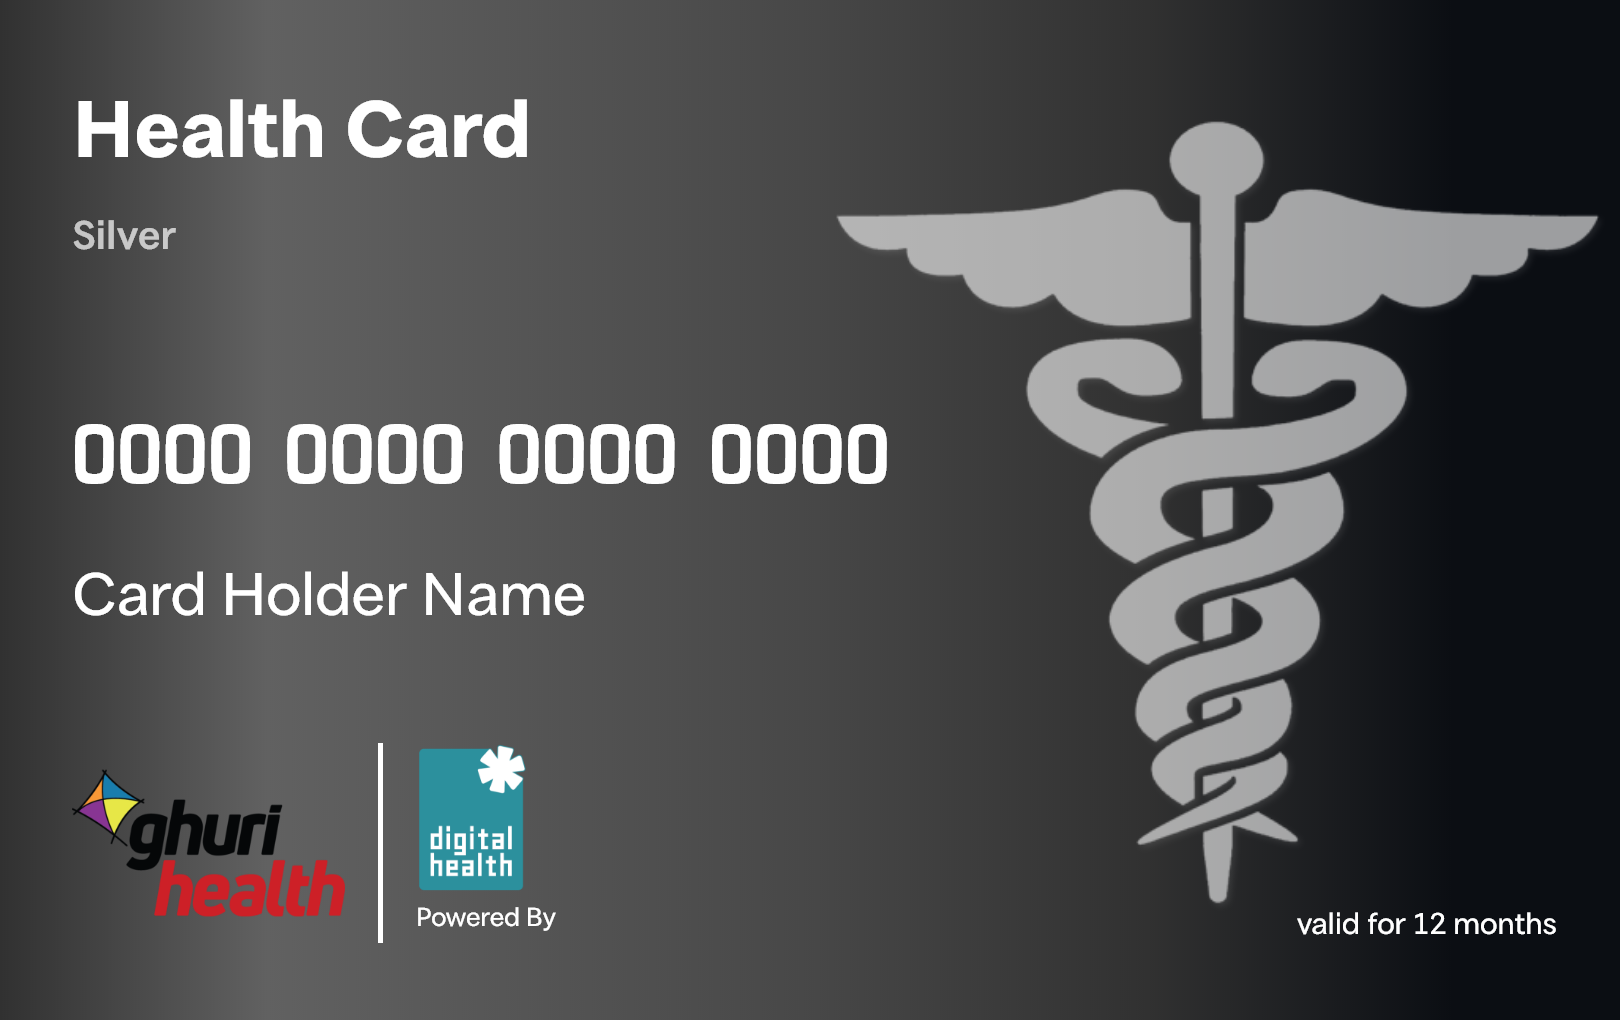 Health Card
Silver
0000 0000 0000 0000
Card Holder Name
ghuri
health
digital
health
Powered By
valid for 12 months